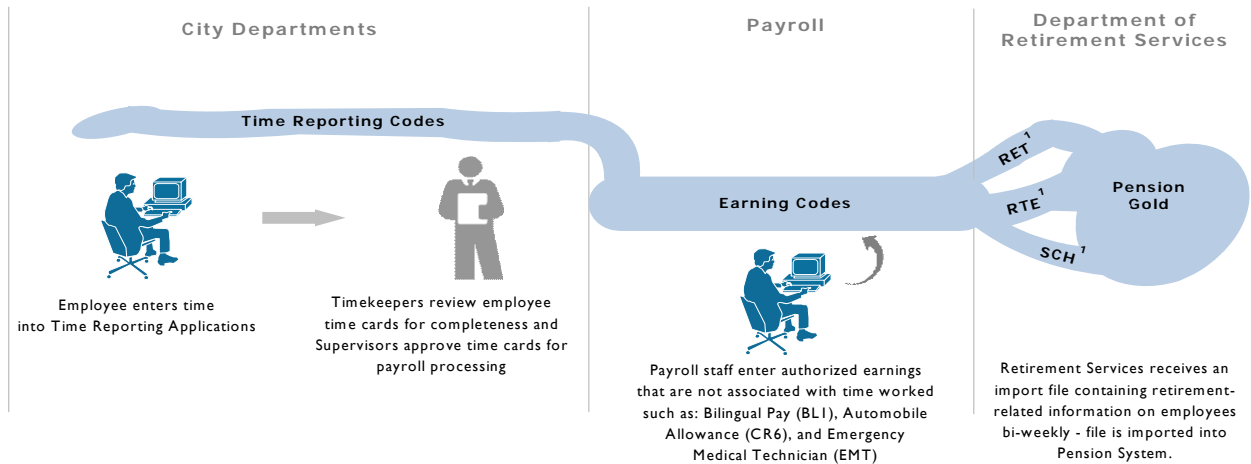 City Departments
Payroll
Department of
Retirement Services
Time Reporting Codes
Earning Codes
RET¹
RTE¹
SCH¹
Pension
Gold
Employee enters time
into Time Reporting Applications
Timekeepers review employee
time cards for completeness and
Supervisors approve time cards for
payroll processing
Payroll staff enter authorized earnings
that are not associated with time worked
such as: Bilingual Pay (BL1), Automobile
Allowance (CR6), and Emergency
Medical Technician (EMT)
Retirement Services receives an
import file containing retirement-
related information on employees
bi-weekly - file is imported into
Pension System.